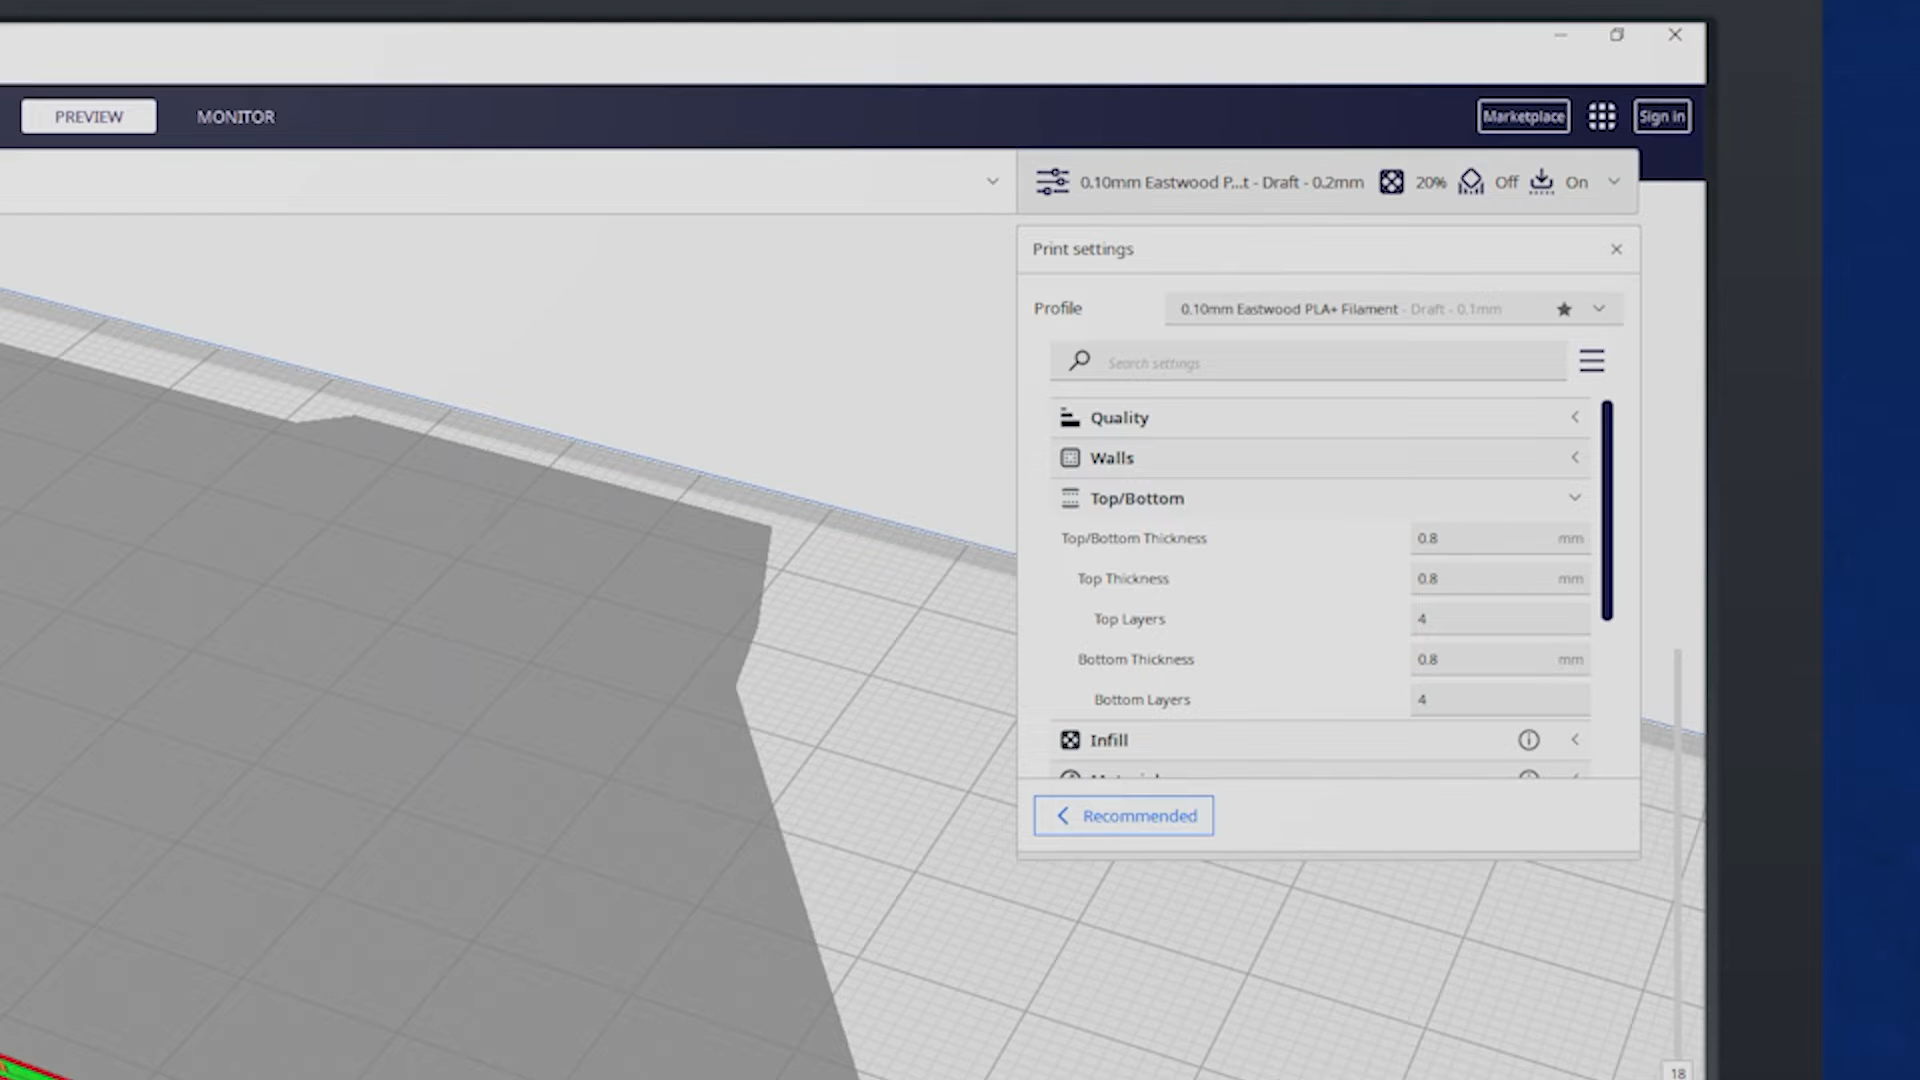 PREVIEW
MONITOR
Marketplace
Sign in
0.10mm Eastwood P...t - Draft - 0.2mm
20%
Off
On
Print settings
Profile
0.10mm Eastwood PLA+ Filament - Draft - 0.1mm
Search settings
Quality
Walls
Top/Bottom
Top/Bottom Thickness 0.8 mm
Top Thickness 0.8 mm
Top Layers 4
Bottom Thickness 0.8 mm
Bottom Layers 4
Infill
Recommended
18